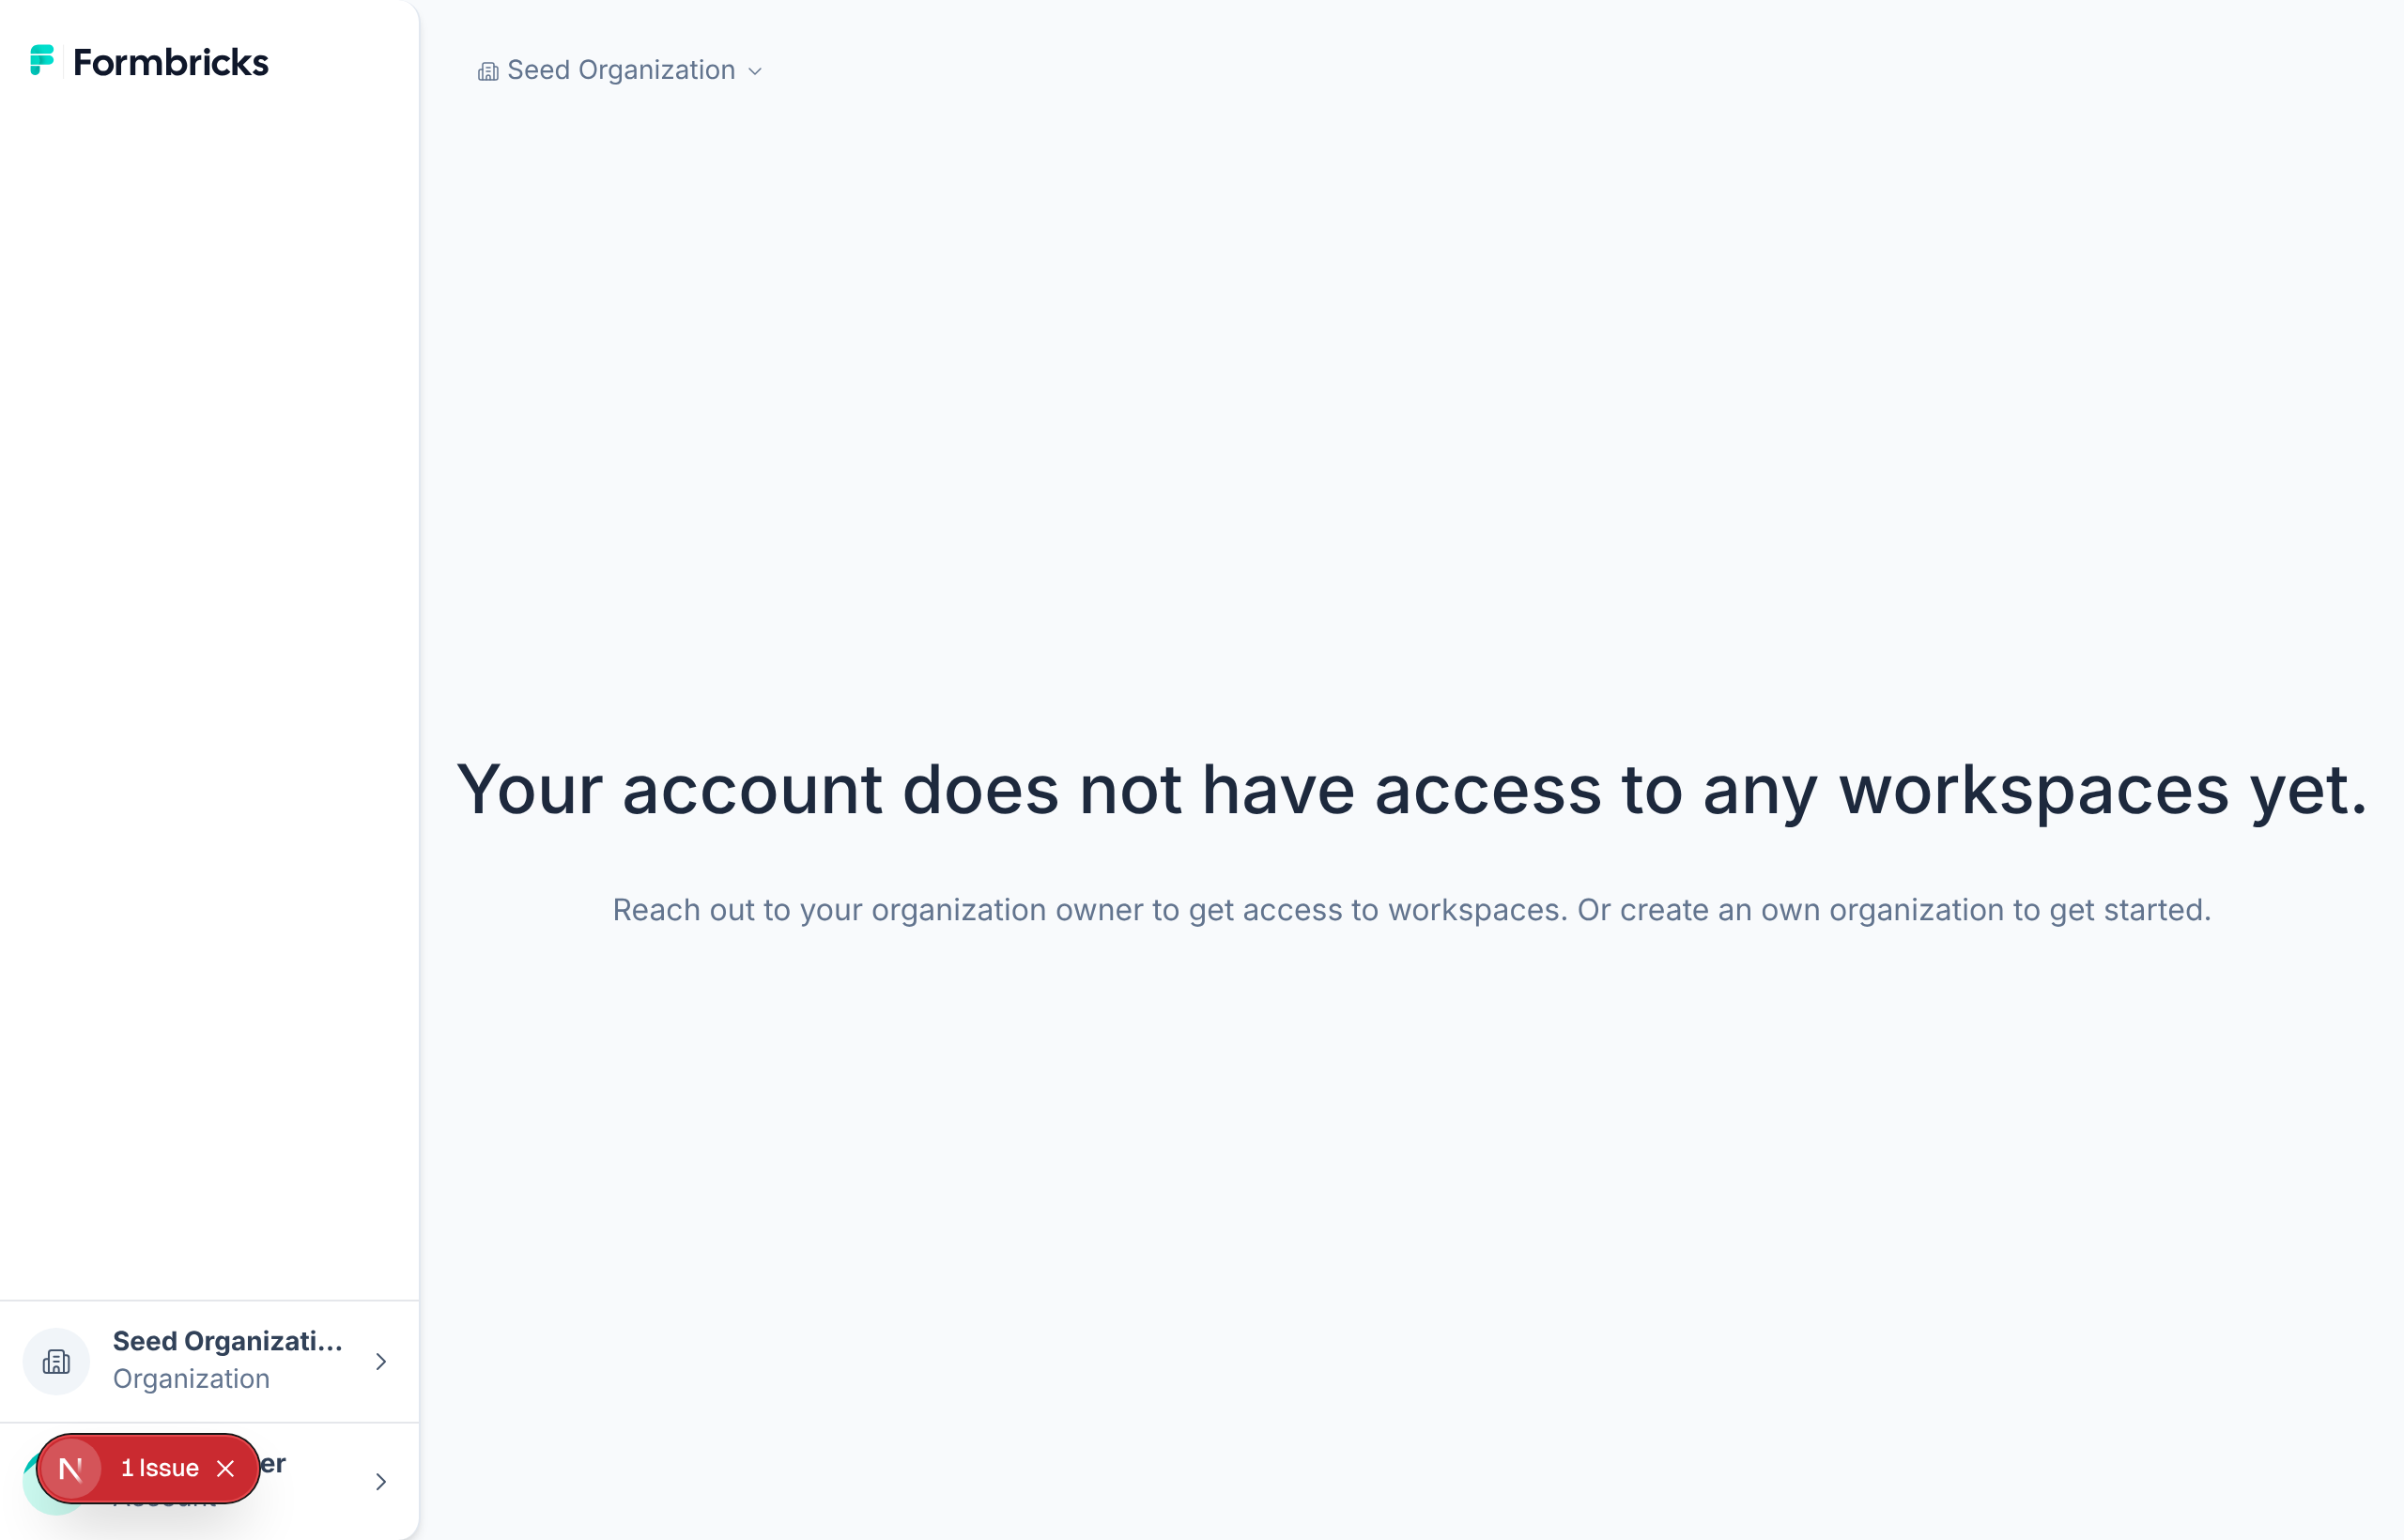 Formbricks
Seed Organization
Your account does not have access to any workspaces yet.
Reach out to your organization owner to get access to workspaces. Or create an own organization to get started.
Seed Organizati...
Organization
1 Issue
er